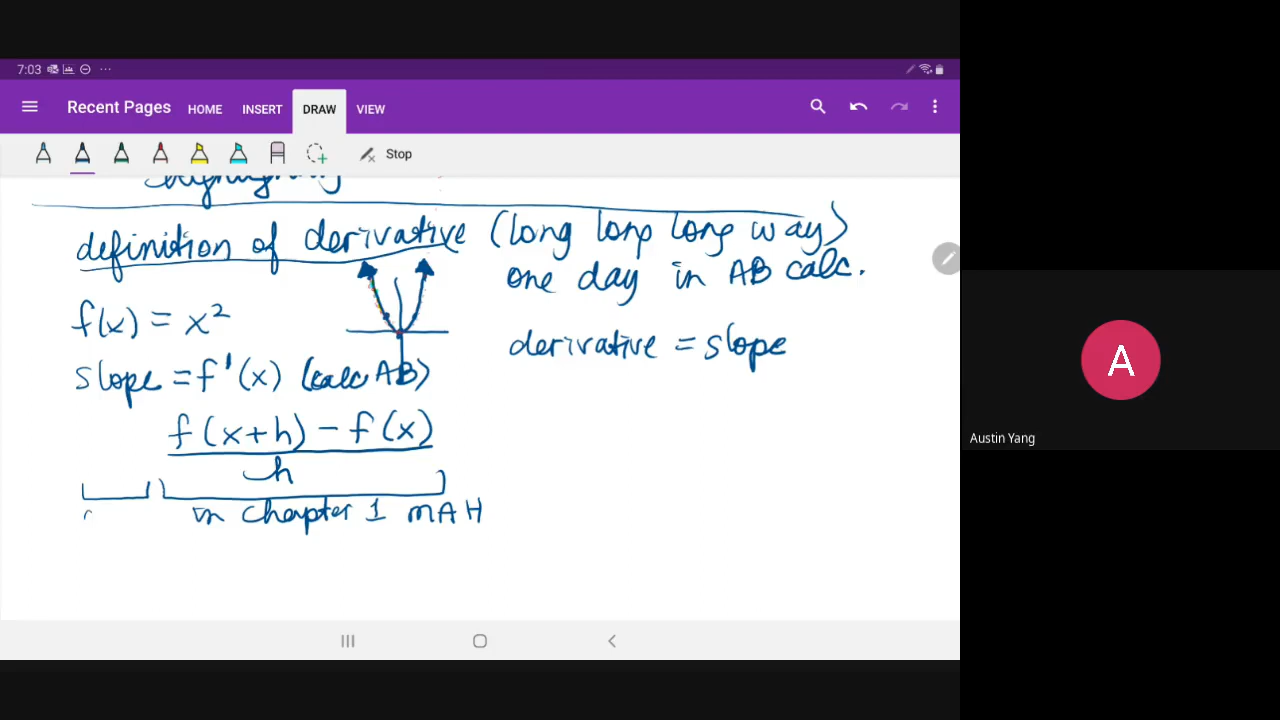 7:03
Recent Pages HOME INSERT DRAW VIEW
Stop
definition of derivative (long long long way)
one day in AB calc.
f(x) = x²
derivative = slope
slope = f'(x) (calc AB)
f(x+h) - f(x)
h
in chapter 1 MAH
A
Austin Yang